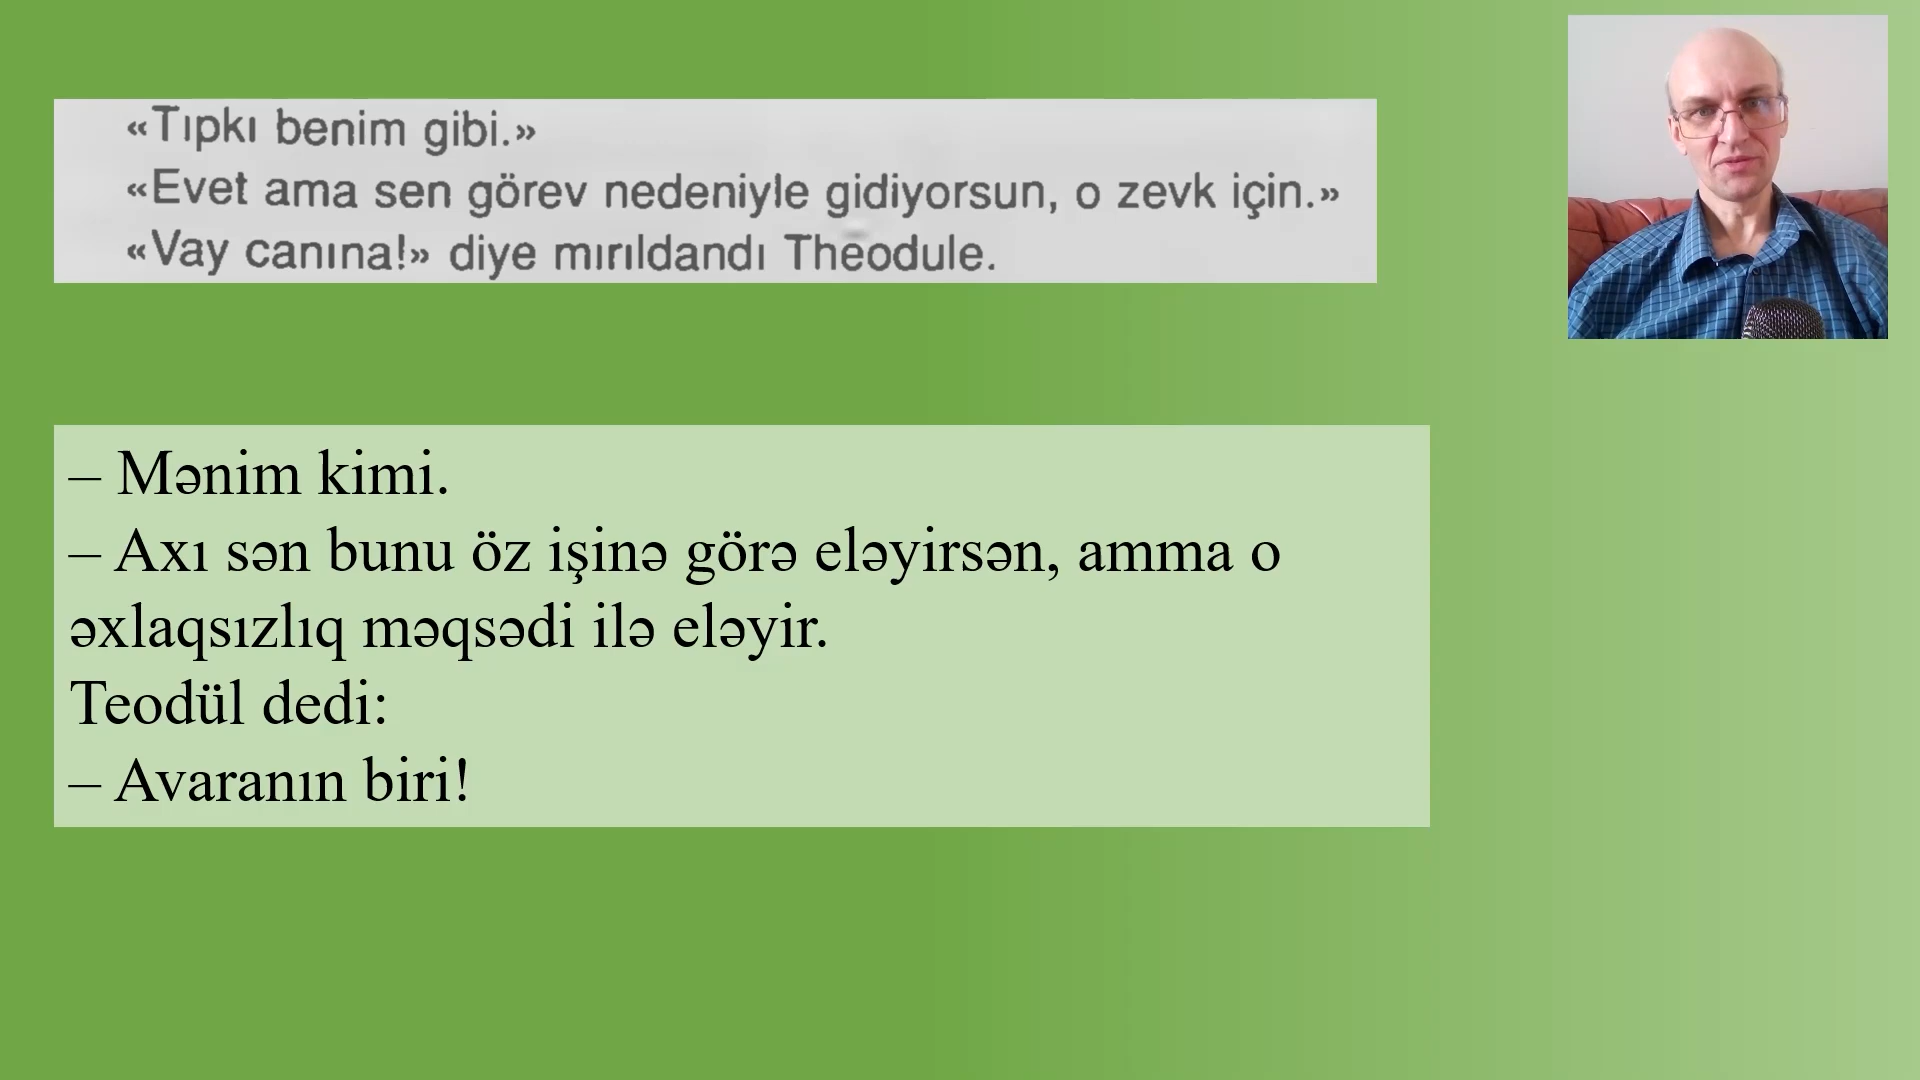 «Tıpkı benim gibi.»
«Evet ama sen görev nedeniyle gidiyorsun, o zevk için.»
«Vay canına!» diye mırıldandı Theodule.
– Mənim kimi.
– Axı sən bunu öz işinə görə eləyirsən, amma o
əxlaqsızlıq məqsədi ilə eləyir.
Teodül dedi:
– Avaranın biri!